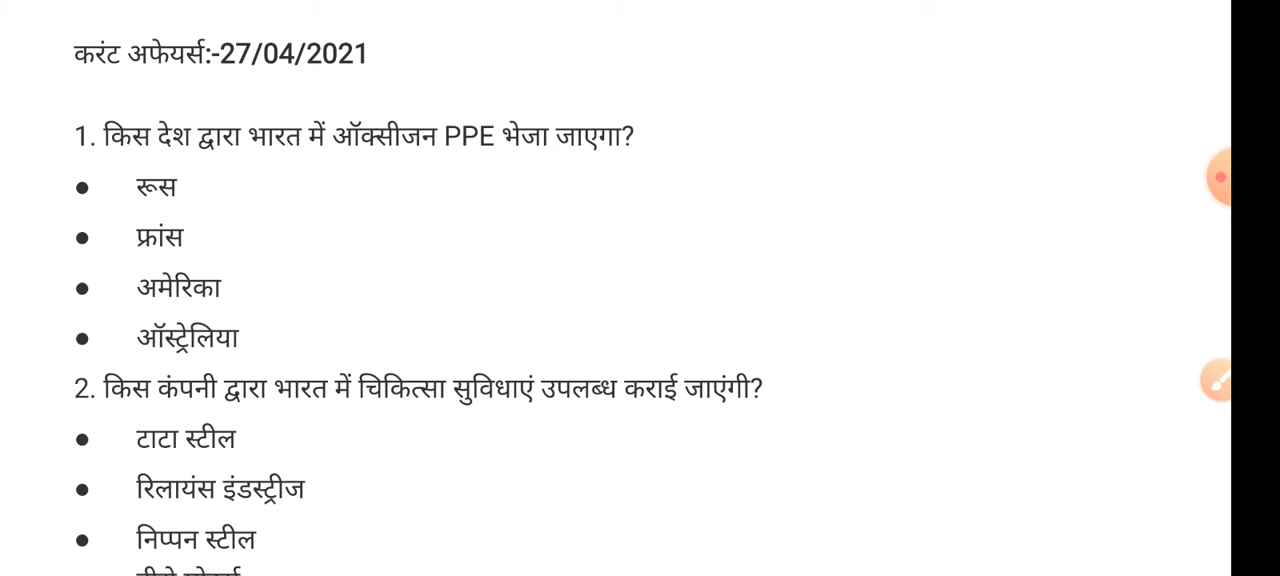 करंट अफेयर्स:-27/04/2021
1. किस देश द्वारा भारत में ऑक्सीजन PPE भेजा जाएगा?
● रूस
● फ्रांस
● अमेरिका
● ऑस्ट्रेलिया
2. किस कंपनी द्वारा भारत में चिकित्सा सुविधाएं उपलब्ध कराई जाएंगी?
● टाटा स्टील
● रिलायंस इंडस्ट्रीज
● निप्पन स्टील